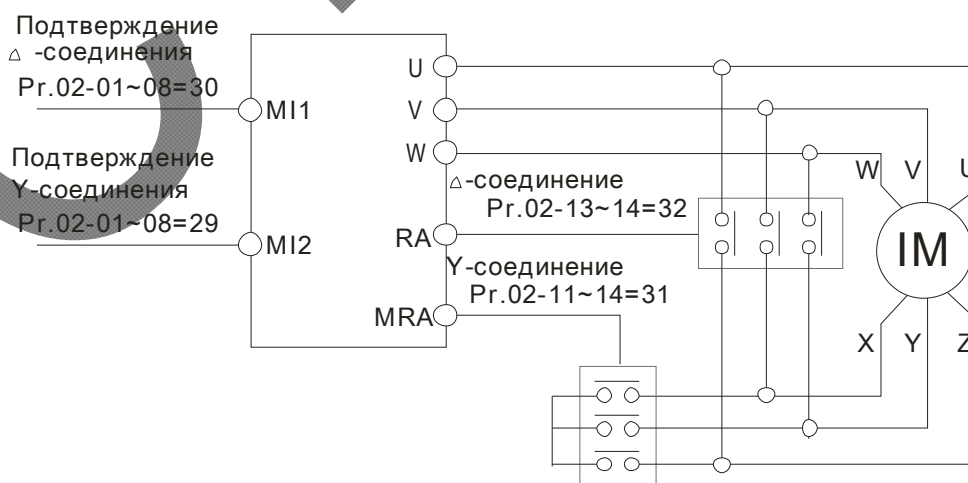 Подтверждение
△ -соединения
Pr.02-01~08=30
MI1
Подтверждение
Y-соединения
Pr.02-01~08=29
MI2
U
V
W
△-соединение
Pr.02-13~14=32
RA
Y-соединение
Pr.02-11~14=31
MRA
W V U
IM
X Y Z